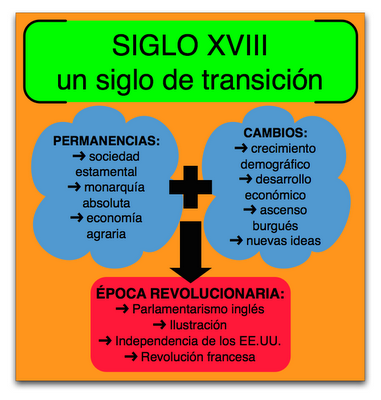 SIGLO XVIII
un siglo de transición
PERMANENCIAS:
➔ sociedad
estamental
➔ monarquía
absoluta
➔ economía
agraria
CAMBIOS:
➔ crecimiento
demográfico
➔ desarrollo
económico
➔ ascenso
burgués
➔ nuevas ideas
ÉPOCA REVOLUCIONARIA:
➔ Parlamentarismo inglés
➔ Ilustración
➔ Independencia de los EE.UU.
➔ Revolución francesa